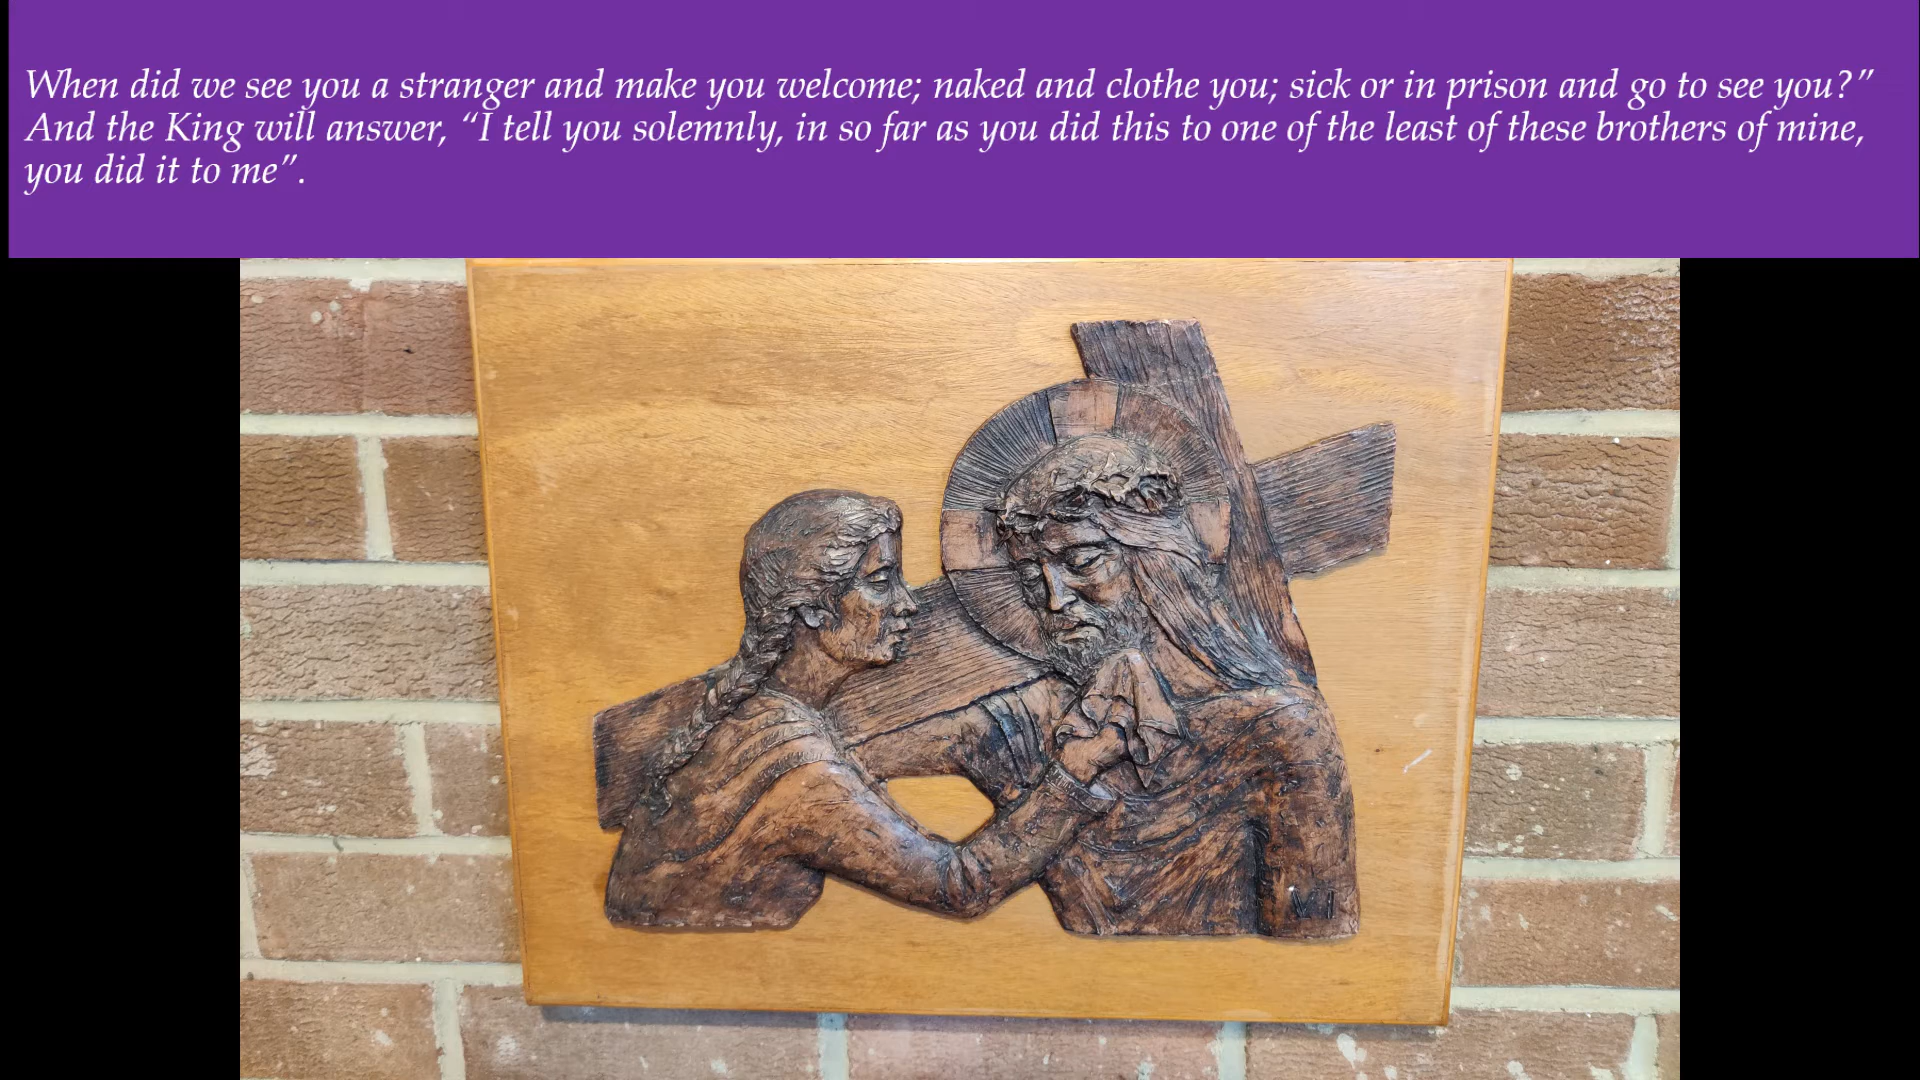 When did we see you a stranger and make you welcome; naked and clothe you; sick or in prison and go to see you?”
And the King will answer, “I tell you solemnly, in so far as you did this to one of the least of these brothers of mine,
you did it to me”.
VI